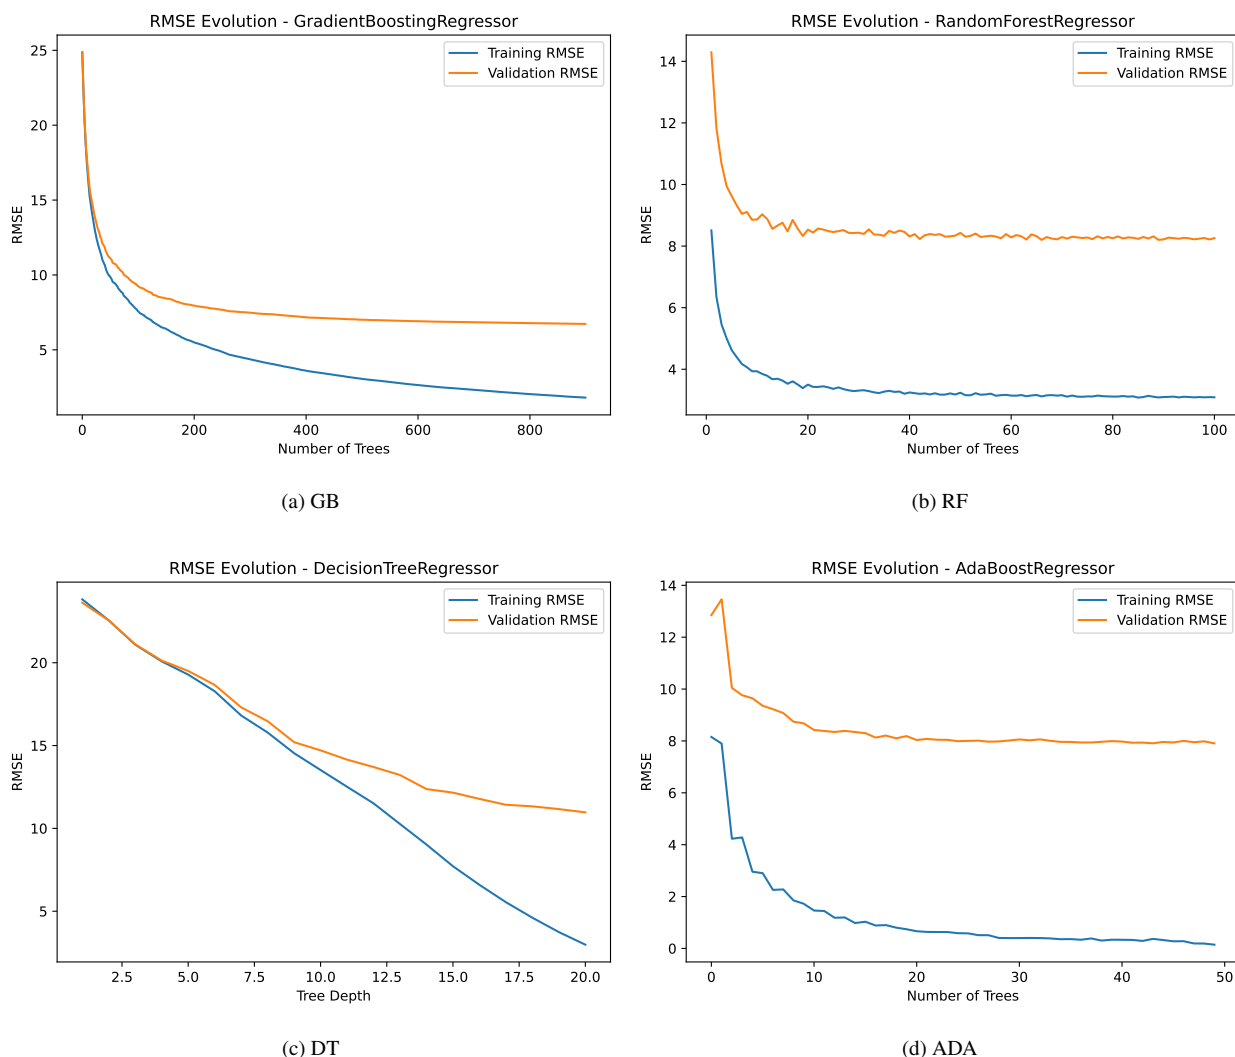 RMSE Evolution - GradientBoostingRegressor
25
20
15
10
5
RMSE
Training RMSE
Validation RMSE
0 200 400 600 800
Number of Trees
(a) GB
RMSE Evolution - RandomForestRegressor
14
12
10
8
6
4
RMSE
Training RMSE
Validation RMSE
0 20 40 60 80 100
Number of Trees
(b) RF
RMSE Evolution - DecisionTreeRegressor
20
15
10
5
RMSE
Training RMSE
Validation RMSE
2.5 5.0 7.5 10.0 12.5 15.0 17.5 20.0
Tree Depth
(c) DT
RMSE Evolution - AdaBoostRegressor
14
12
10
8
6
4
2
0
RMSE
Training RMSE
Validation RMSE
0 10 20 30 40 50
Number of Trees
(d) ADA